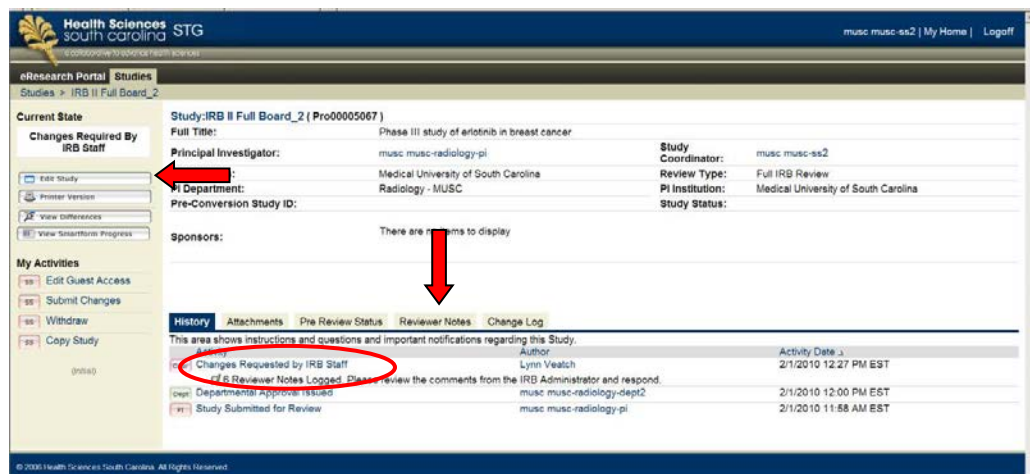 Health Sciences
south carolina STG
musc musc-ss2 | My Home | Logoff
a collaborative to advance health sciences
eResearch Portal Studies
Studies > IRB II Full Board_2
Current State
Changes Required By
IRB Staff
Edit Study
Printer Version
View Differences
View Smartform Progress
My Activities
SS Edit Guest Access
SS Submit Changes
SS Withdraw
SS Copy Study
(Initial)
Study:IRB II Full Board_2 ( Pro00005067 )
Full Title: Phase III study of erlotinib in breast cancer
Principal Investigator: musc musc-radiology-pi Study Coordinator: musc musc-ss2
: Medical University of South Carolina Review Type: Full IRB Review
PI Department: Radiology - MUSC PI Institution: Medical University of South Carolina
Pre-Conversion Study ID: Study Status:
Sponsors: There are no items to display
History Attachments Pre Review Status Reviewer Notes Change Log
This area shows instructions and questions and important notifications regarding this Study.
Activity Author Activity Date
Changes Requested by IRB Staff Lynn Veatch 2/1/2010 12:27 PM EST
6 Reviewer Notes Logged. Please review the comments from the IRB Administrator and respond.
Dept Departmental Approval Issued musc musc-radiology-dept2 2/1/2010 12:00 PM EST
PI Study Submitted for Review musc musc-radiology-pi 2/1/2010 11:58 AM EST
© 2006 Health Sciences South Carolina. All Rights Reserved.